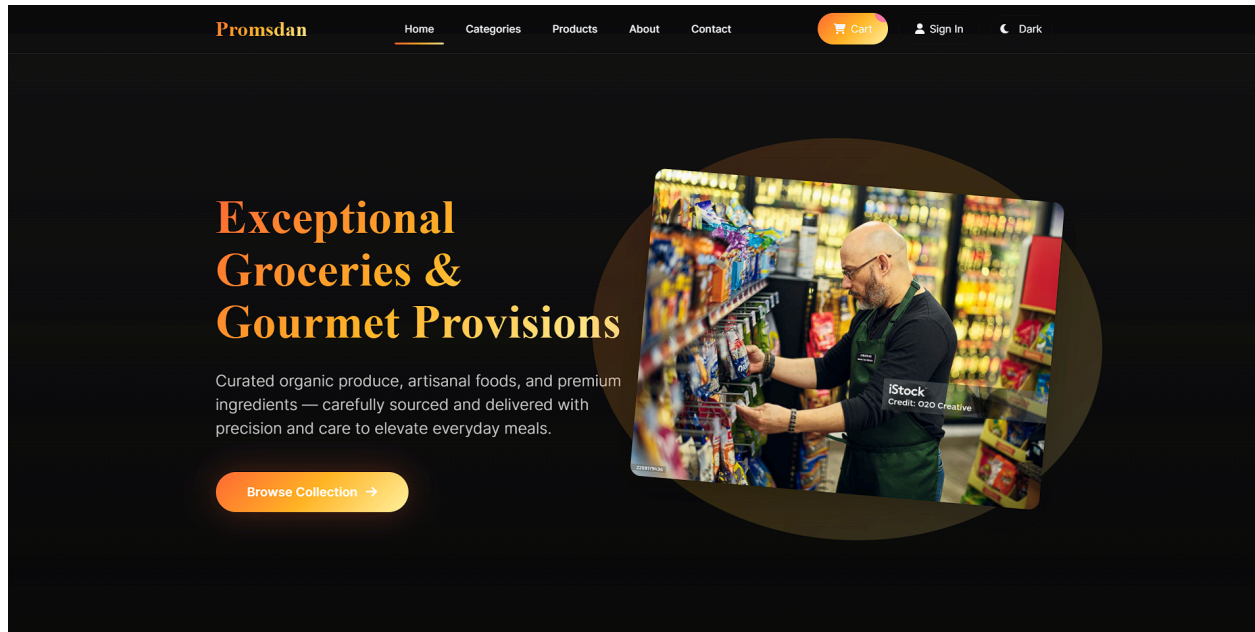 Promsdan
Home Categories Products About Contact
Cart Sign In Dark
Exceptional
Groceries &
Gourmet Provisions
Curated organic produce, artisanal foods, and premium
ingredients — carefully sourced and delivered with
precision and care to elevate everyday meals.
Browse Collection →
iStock
Credit: O2O Creative